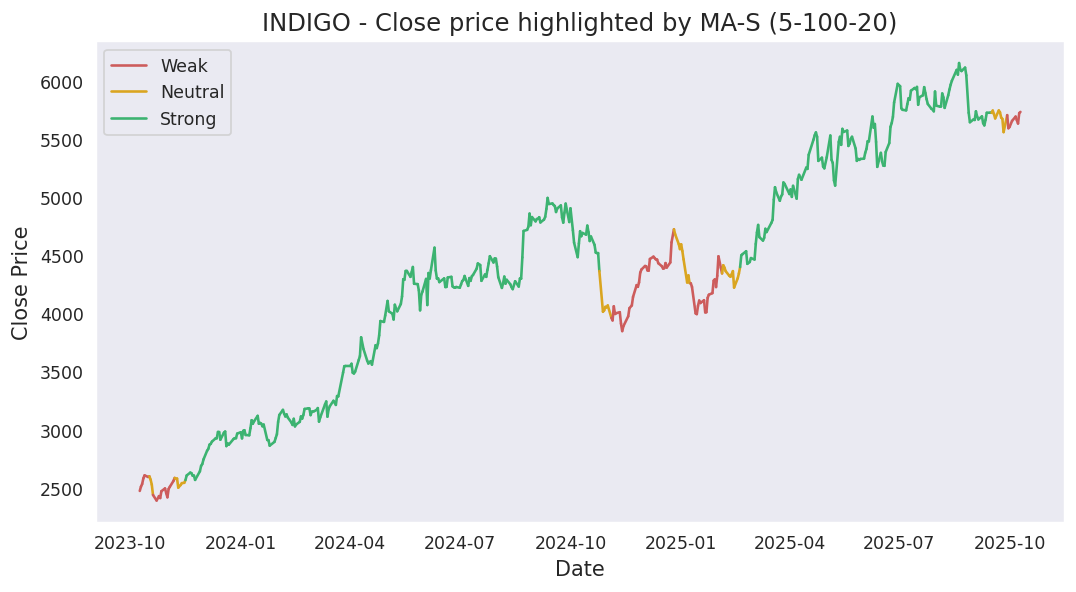 INDIGO - Close price highlighted by MA-S (5-100-20)
Weak
Neutral
Strong
6000
5500
5000
4500
4000
3500
3000
2500
Close Price
2023-10 2024-01 2024-04 2024-07 2024-10 2025-01 2025-04 2025-07 2025-10
Date